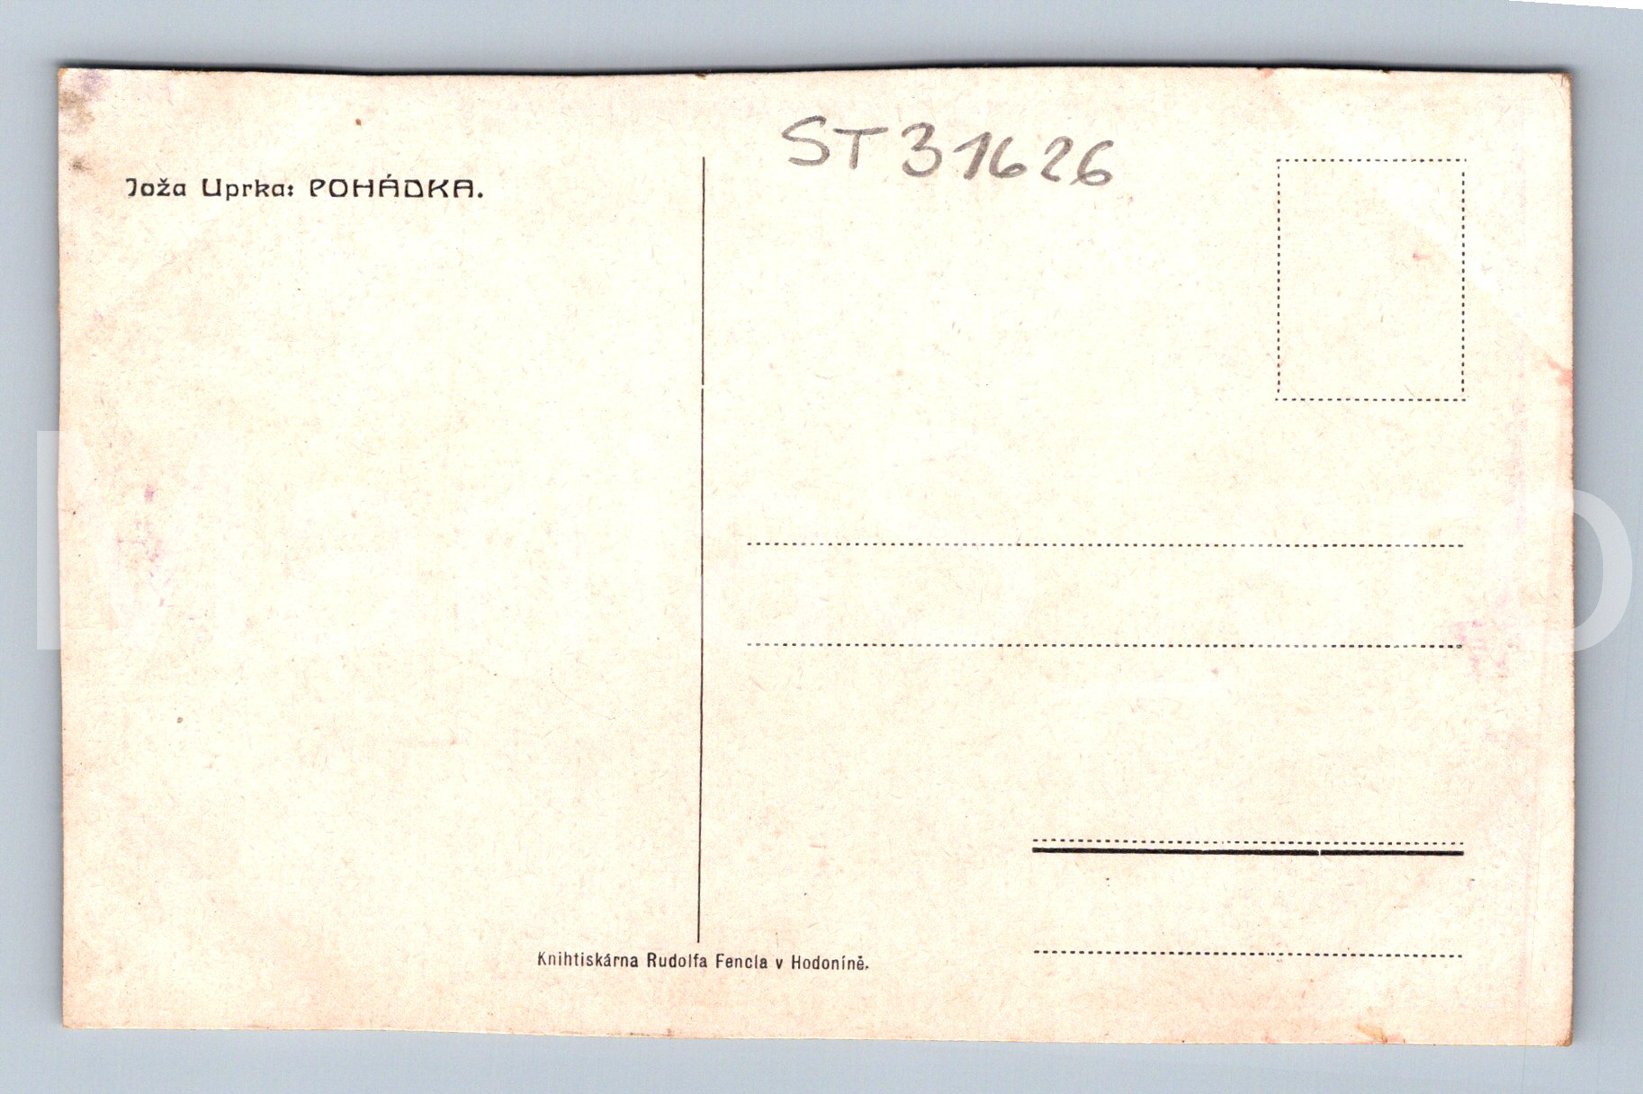 ST31626
Joža Uprka: POHÁDKA.
Knihtiskárna Rudolfa Fencla v Hodoníně.